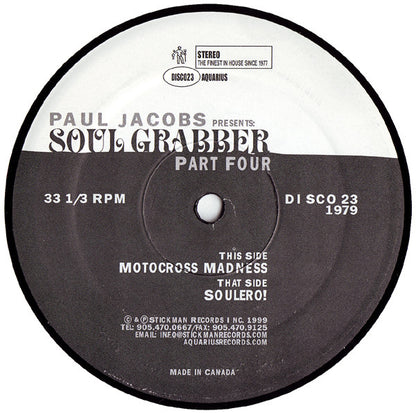 STEREO
THE FINEST IN HOUSE SINCE 1977
DISCO23 AQUARIUS
PAUL JACOBS PRESENTS:
SOUL GRABBER
PART FOUR
33 1/3 RPM
DISCO 23
1979
THIS SIDE
MOTOCROSS MADNESS
THAT SIDE
SOULERO!
© & ℗ STICKMAN RECORDS INC. 1999
TEL: 905.470.0667/FAX: 905.470.9125
EMAIL: INFO@STICKMANRECORDS.COM
AQUARIUSRECORDS.COM
MADE IN CANADA